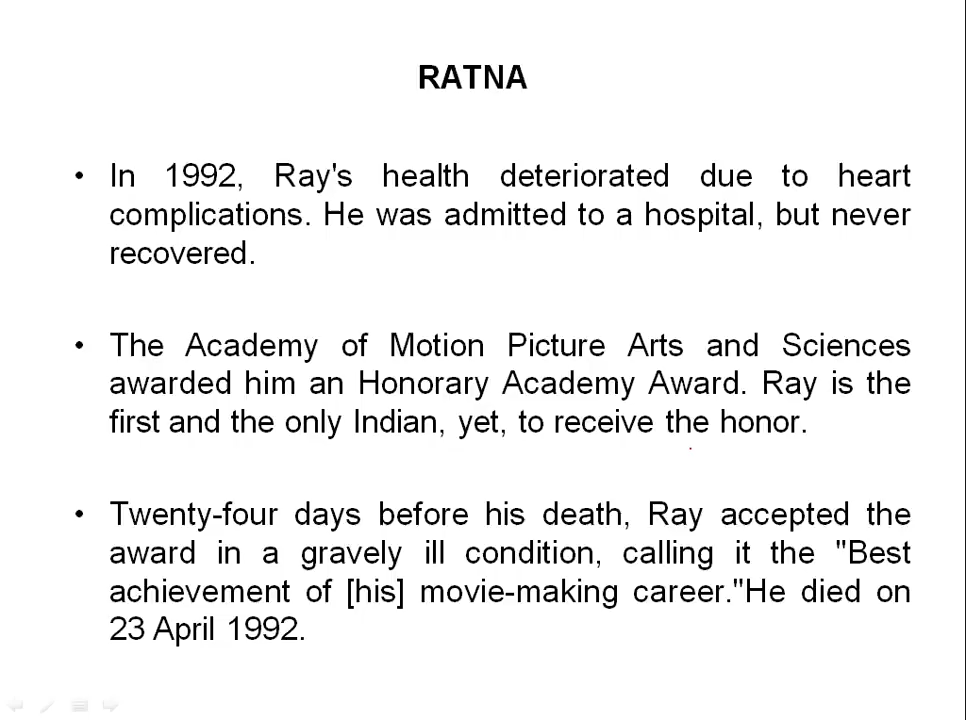 RATNA
• In 1992, Ray's health deteriorated due to heart
complications. He was admitted to a hospital, but never
recovered.
• The Academy of Motion Picture Arts and Sciences
awarded him an Honorary Academy Award. Ray is the
first and the only Indian, yet, to receive the honor.
• Twenty-four days before his death, Ray accepted the
award in a gravely ill condition, calling it the "Best
achievement of [his] movie-making career."He died on
23 April 1992.